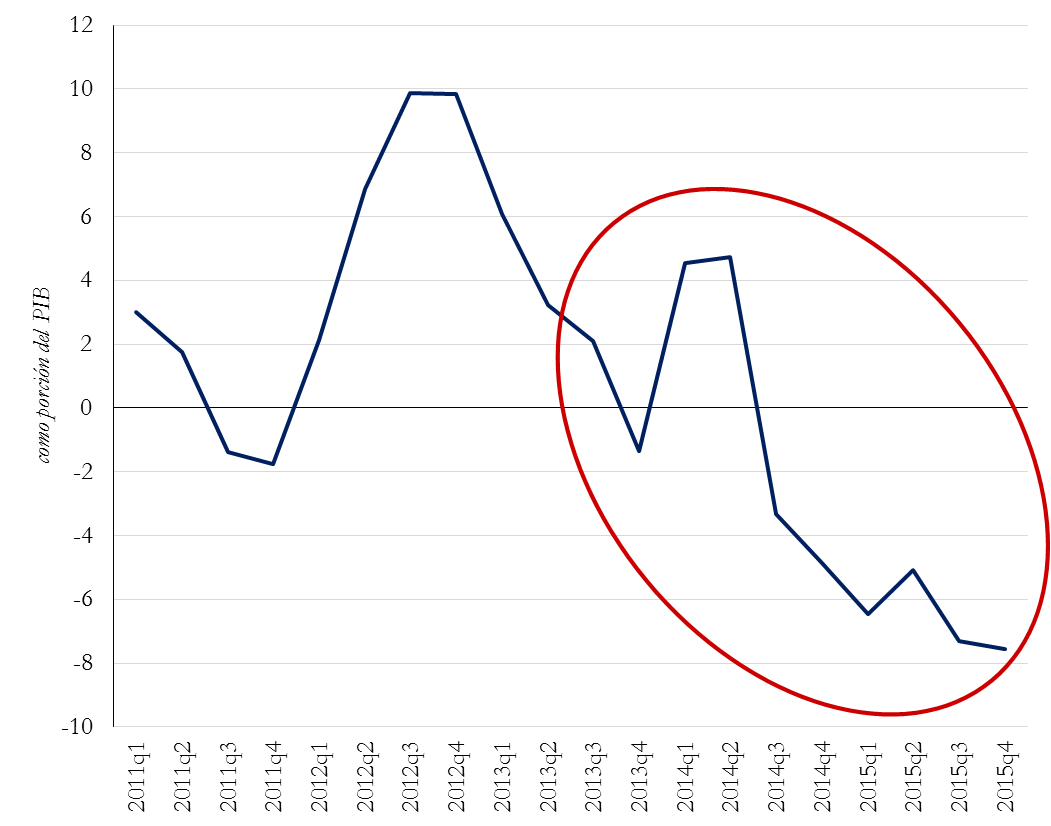 12
10
8
6
4
2
0
-2
-4
-6
-8
-10
como porción del PIB
2011q1
2011q2
2011q3
2011q4
2012q1
2012q2
2012q3
2012q4
2013q1
2013q2
2013q3
2013q4
2014q1
2014q2
2014q3
2014q4
2015q1
2015q2
2015q3
2015q4